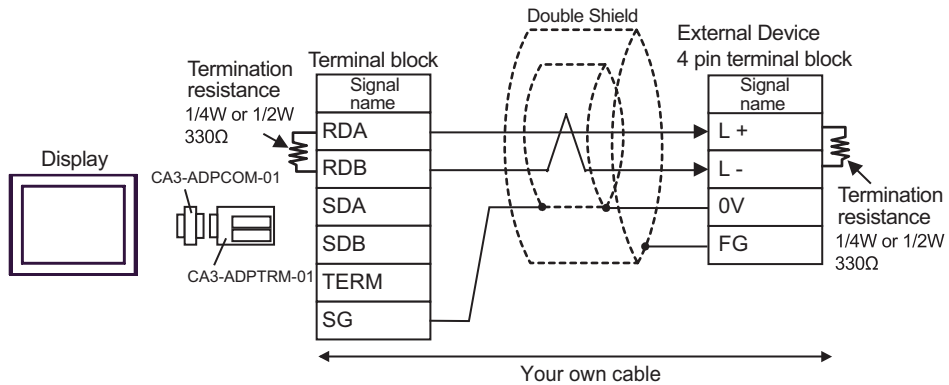 Double Shield
External Device
4 pin terminal block
Terminal block
Termination
resistance
1/4W or 1/2W
330Ω
Signal
name
RDA
RDB
SDA
SDB
TERM
SG
Signal
name
L +
L -
0V
FG
Display
CA3-ADPCOM-01
CA3-ADPTRM-01
Termination
resistance
1/4W or 1/2W
330Ω
Your own cable